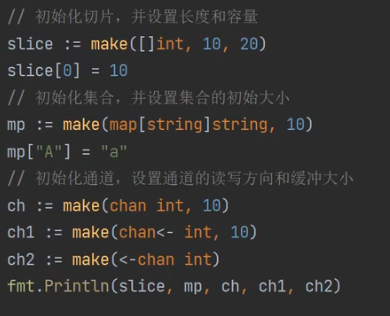 // 初始化切片，并设置长度和容量
slice := make([]int, 10, 20)
slice[0] = 10
// 初始化集合，并设置集合的初始大小
mp := make(map[string]string, 10)
mp["A"] = "a"
// 初始化通道，设置通道的读写方向和缓冲大小
ch := make(chan int, 10)
ch1 := make(chan<- int, 10)
ch2 := make(<-chan int)
fmt.Println(slice, mp, ch, ch1, ch2)